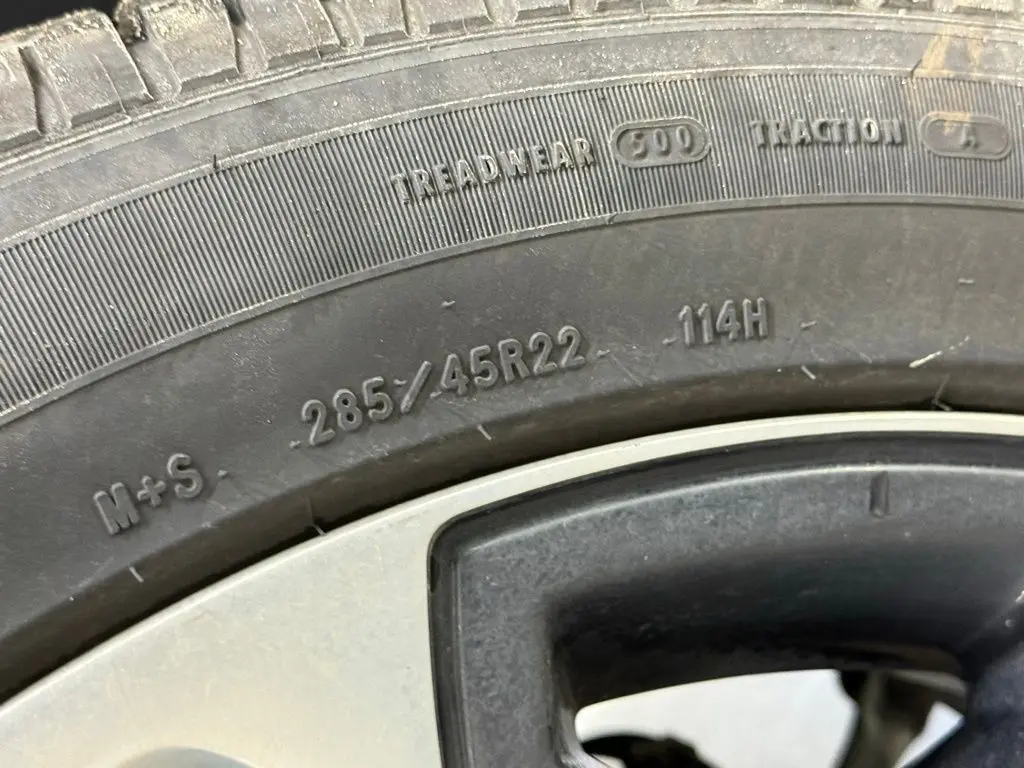 TREADWEAR 500 TRACTION A
M+S 285/45R22 114H